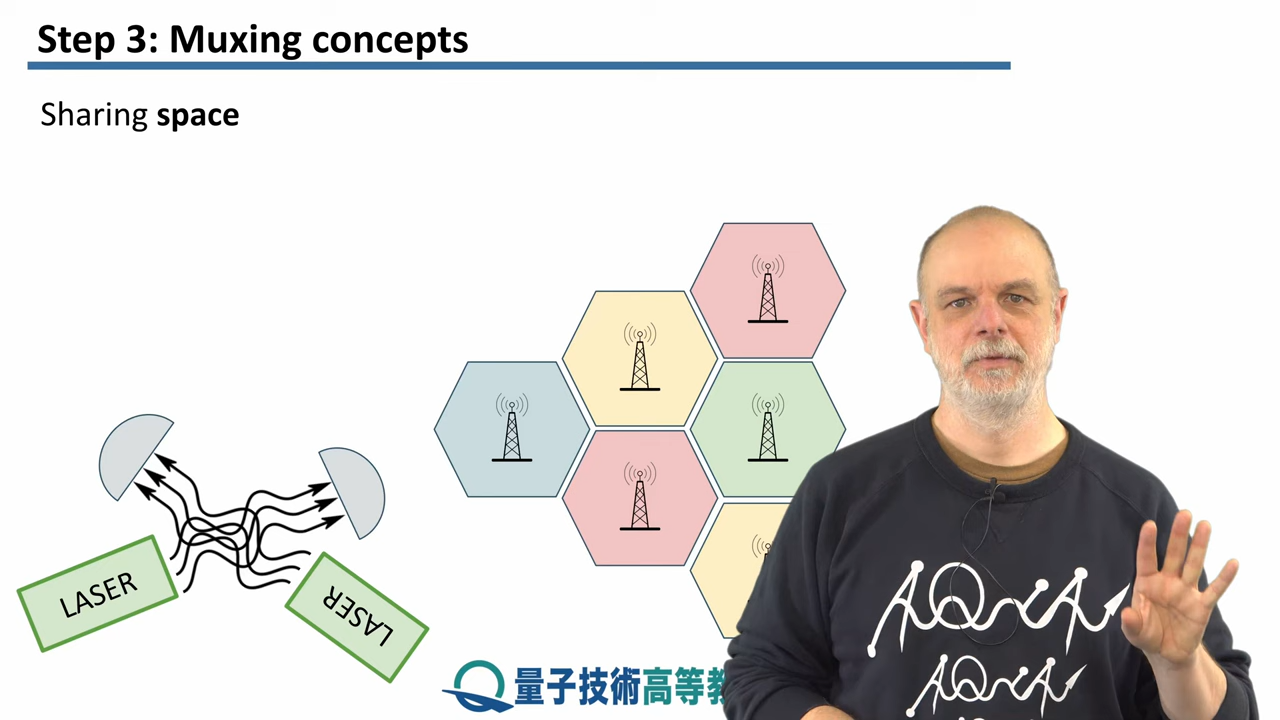 Step 3: Muxing concepts
Sharing space
LASER
LASER
量子技術高等教
AQUA
AQUA